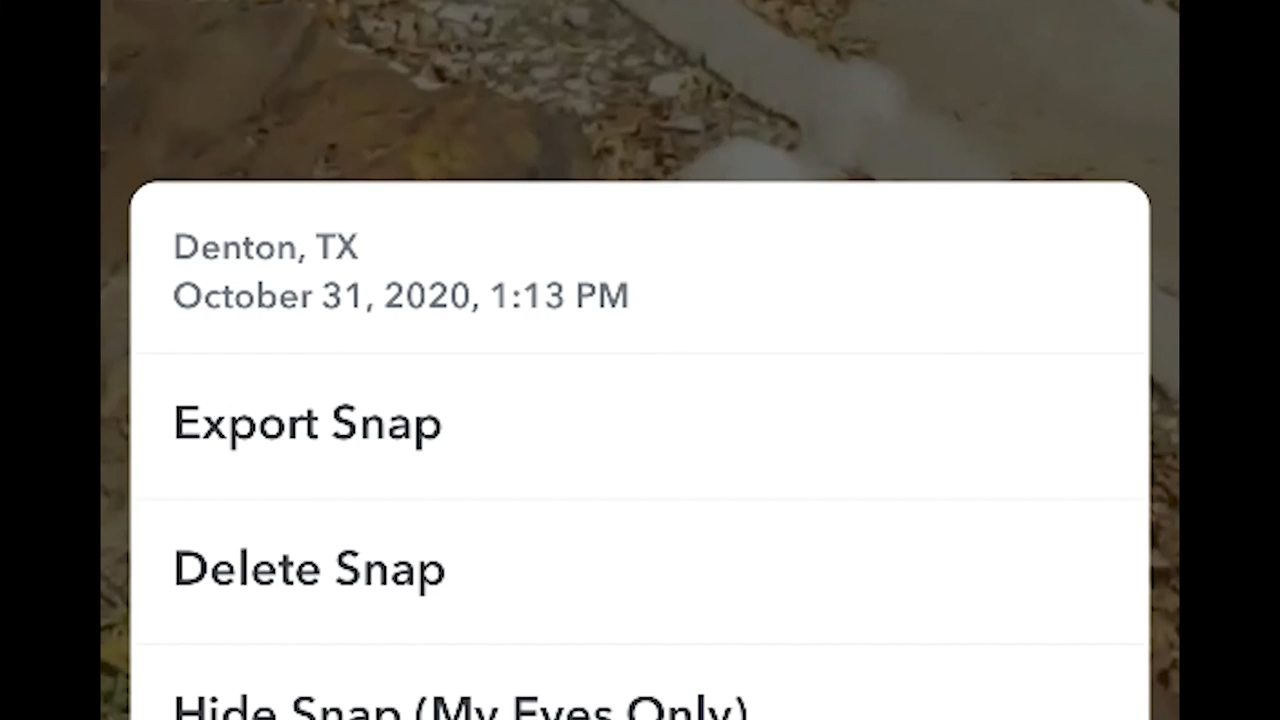 Denton, TX
October 31, 2020, 1:13 PM
Export Snap
Delete Snap
Hide Snap (My Eyes Only)